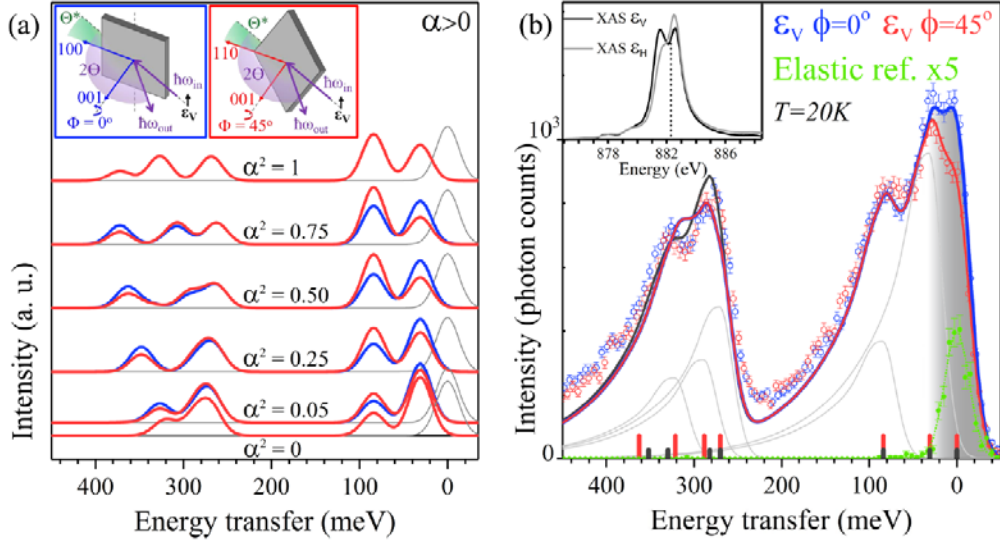 (a)
α>0
Θ*
100
2Θ
ħω_in
001
ε_V
Φ = 0°
ħω_out
Θ*
110
2Θ
ħω_in
001
ε_V
Φ = 45°
ħω_out
α² = 1
α² = 0.75
α² = 0.50
α² = 0.25
α² = 0.05
α² = 0
Intensity (a. u.)
400 300 200 100 0
Energy transfer (meV)
(b)
XAS ε_V
XAS ε_H
878 882 886
Energy (eV)
ε_V ϕ=0° ε_V ϕ=45°
Elastic ref. x5
T=20K
10³
0
Intensity (photon counts)
400 300 200 100 0
Energy transfer (meV)